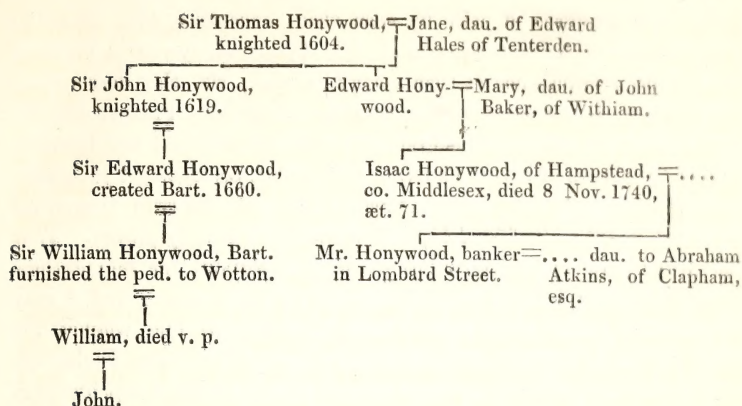 Sir Thomas Honywood,=Jane, dau. of Edward
knighted 1604. Hales of Tenterden.
Sir John Honywood,
knighted 1619.
Edward Hony-=Mary, dau. of John
wood. Baker, of Withiam.
Sir Edward Honywood,
created Bart. 1660.
Isaac Honywood, of Hampstead, =....
co. Middlesex, died 8 Nov. 1740,
æt. 71.
Sir William Honywood, Bart.
furnished the ped. to Wotton.
Mr. Honywood, banker=.... dau. to Abraham
in Lombard Street. Atkins, of Clapham,
esq.
William, died v. p.
John.